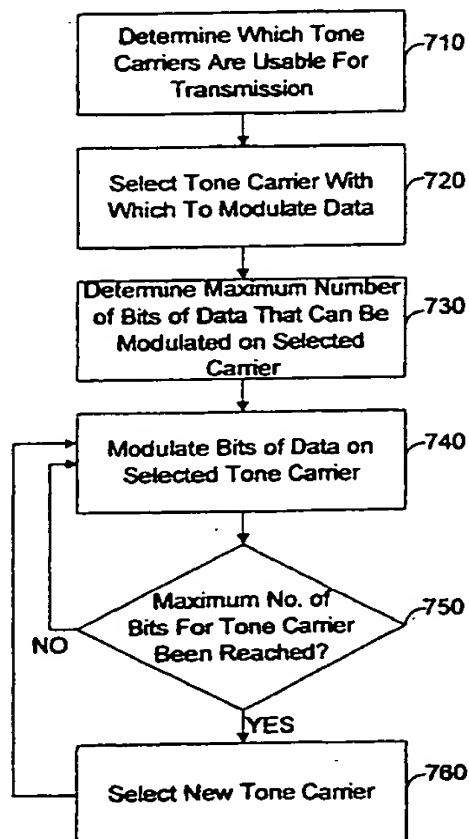 Determine Which Tone
Carriers Are Usable For
Transmission
710
Select Tone Carrier With
Which To Modulate Data
720
Determine Maximum Number
of Bits of Data That Can Be
Modulated on Selected
Carrier
730
Modulate Bits of Data on
Selected Tone Carrier
740
Maximum No. of
Bits For Tone Carrier
Been Reached?
750
NO
YES
Select New Tone Carrier
760